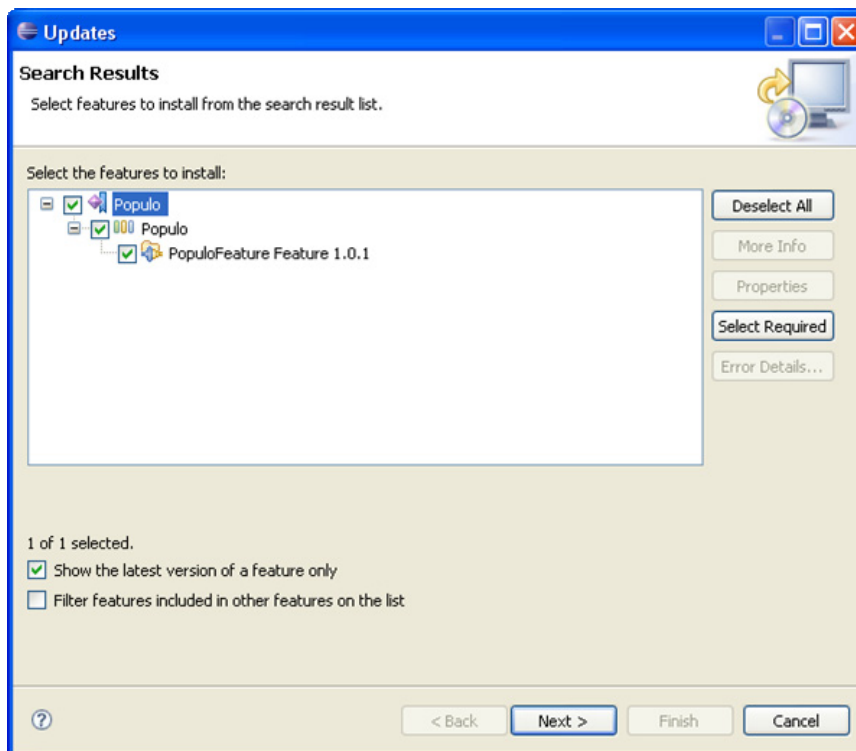 Updates
Search Results
Select features to install from the search result list.
Select the features to install:
Populo
Populo
PopuloFeature Feature 1.0.1
Deselect All
More Info
Properties
Select Required
Error Details...
1 of 1 selected.
Show the latest version of a feature only
Filter features included in other features on the list
?
< Back
Next >
Finish
Cancel